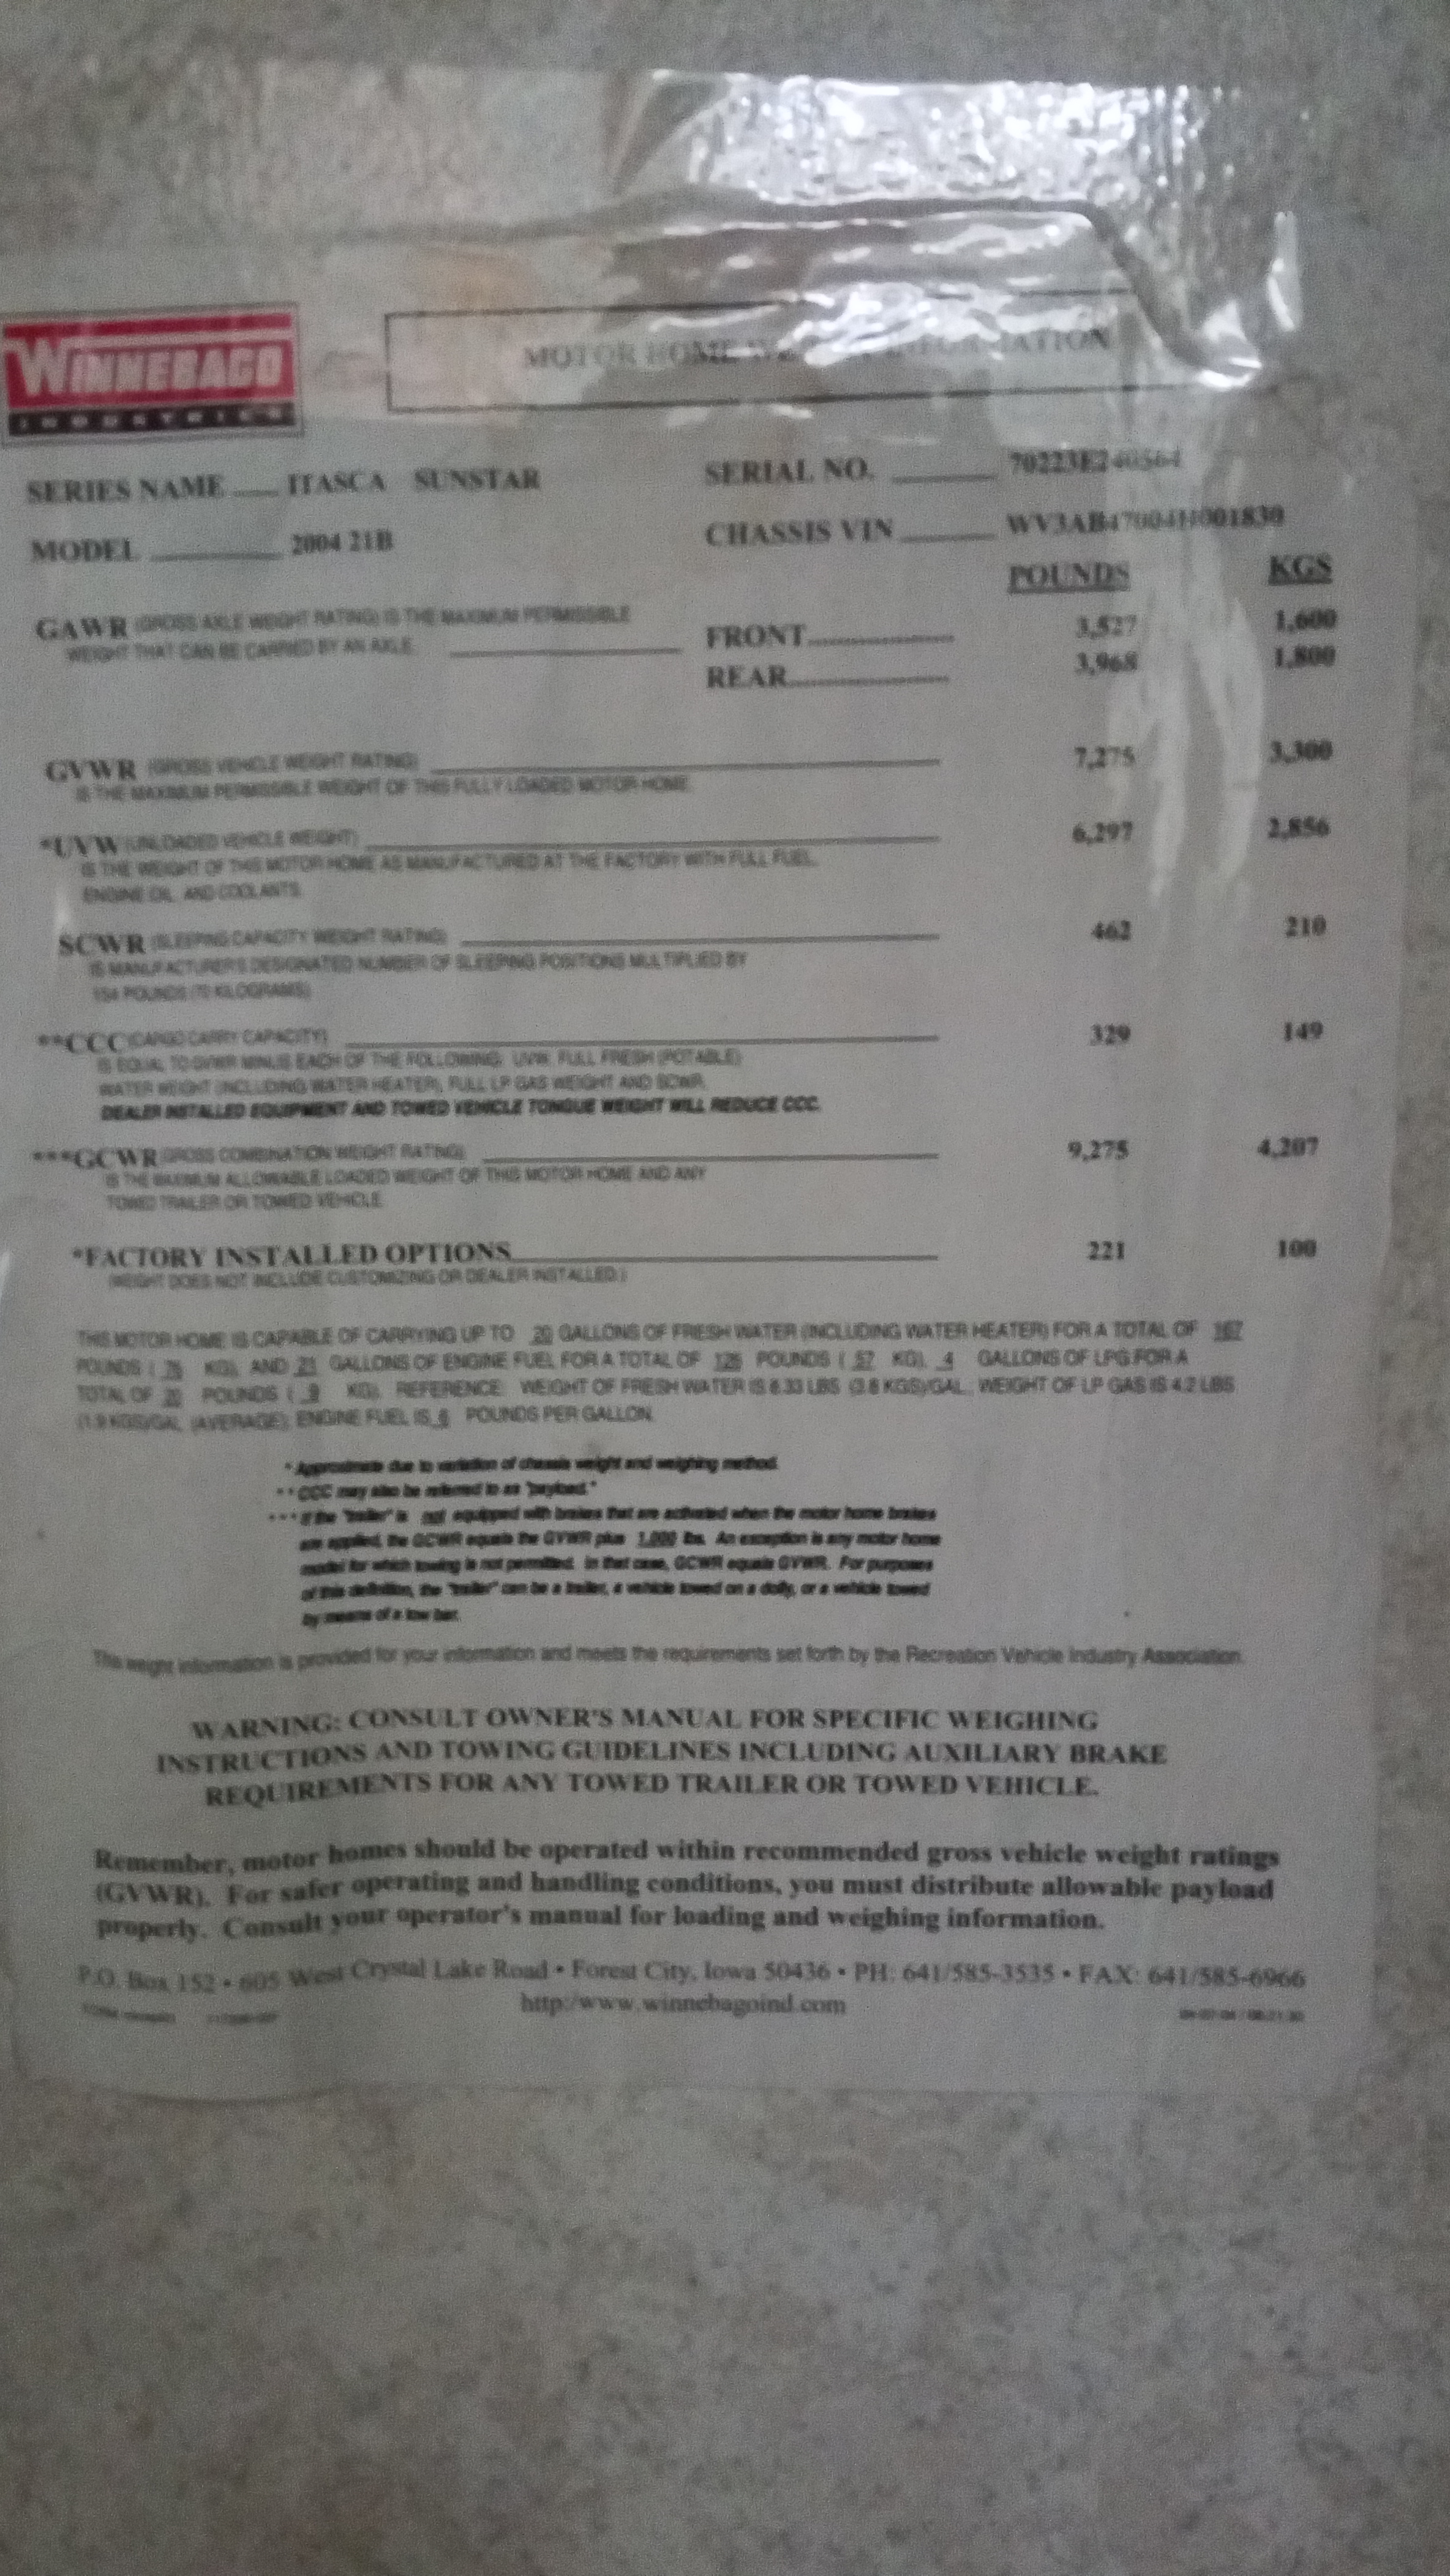 WINNEBAGO
INDUSTRIES
MOTOR HOME WEIGHT INFORMATION
SERIES NAME ITASCA SUNSTAR
SERIAL NO.
MODEL 2004 21B
CHASSIS VIN
POUNDS KGS
GAWR (GROSS AXLE WEIGHT RATING) IS THE MAXIMUM PERMISSIBLE
WEIGHT THAT CAN BE CARRIED BY AN AXLE.
FRONT 3,527 1,600
REAR 3,968 1,800
GVWR (GROSS VEHICLE WEIGHT RATING) 7,275 3,300
IS THE MAXIMUM PERMISSIBLE WEIGHT OF THIS FULLY LOADED MOTOR HOME.
*UVW (UNLOADED VEHICLE WEIGHT) 6,297 2,856
IS THE WEIGHT OF THIS MOTOR HOME AS MANUFACTURED AT THE FACTORY WITH FULL FUEL,
ENGINE OIL, AND COOLANTS.
SCWR (SLEEPING CAPACITY WEIGHT RATING) 462 210
IS MANUFACTURER'S DESIGNATED NUMBER OF SLEEPING POSITIONS MULTIPLIED BY
154 POUNDS (70 KILOGRAMS).
**CCC (CARGO CARRY CAPACITY) 329 149
IS EQUAL TO GVWR MINUS EACH OF THE FOLLOWING: UVW, FULL FRESH (POTABLE)
WATER WEIGHT (INCLUDING WATER HEATER), FULL LP GAS WEIGHT AND SCWR.
DEALER INSTALLED EQUIPMENT AND TOWED VEHICLE TONGUE WEIGHT WILL REDUCE CCC.
***GCWR (GROSS COMBINATION WEIGHT RATING) 9,275 4,207
IS THE MAXIMUM ALLOWABLE LOADED WEIGHT OF THIS MOTOR HOME AND ANY
TOWED TRAILER OR TOWED VEHICLE.
*FACTORY INSTALLED OPTIONS 221 100
(WEIGHT DOES NOT INCLUDE CUSTOMIZING OR DEALER INSTALLED.)
THIS MOTOR HOME IS CAPABLE OF CARRYING UP TO 20 GALLONS OF FRESH WATER (INCLUDING WATER HEATER) FOR A TOTAL OF 167
POUNDS ( 76 KG), AND 21 GALLONS OF ENGINE FUEL FOR A TOTAL OF 126 POUNDS ( 57 KG), 4 GALLONS OF LPG FOR A
TOTAL OF 20 POUNDS ( 9 KG). REFERENCE: WEIGHT OF FRESH WATER IS 8.33 LBS (3.8 KGS)/GAL; WEIGHT OF LP GAS IS 4.2 LBS
(1.9 KGS)/GAL (AVERAGE); ENGINE FUEL IS 6 POUNDS PER GALLON.
* Approximate due to variation of chassis weight and weighing method.
** CCC may also be referred to as "payload."
*** If the "trailer" is not equipped with brakes that are activated when the motor home brakes
are applied, the GCWR equals the GVWR plus 1,000 lbs. An exception is any motor home
model for which towing is not permitted. In that case, GCWR equals GVWR. For purposes
of this definition, the "trailer" can be a trailer, a vehicle towed on a dolly, or a vehicle towed
by means of a tow bar.
The weight information is provided for your information and meets the requirements set forth by the Recreation Vehicle Industry Association.
WARNING: CONSULT OWNER'S MANUAL FOR SPECIFIC WEIGHING
INSTRUCTIONS AND TOWING GUIDELINES INCLUDING AUXILIARY BRAKE
REQUIREMENTS FOR ANY TOWED TRAILER OR TOWED VEHICLE.
Remember, motor homes should be operated within recommended gross vehicle weight ratings
(GVWR). For safer operating and handling conditions, you must distribute allowable payload
properly. Consult your operator's manual for loading and weighing information.
P.O. Box 152 • 605 West Crystal Lake Road • Forest City, Iowa 50436 • PH: 641/585-3535 • FAX: 641/585-6966
http:/www.winnebagoind.com